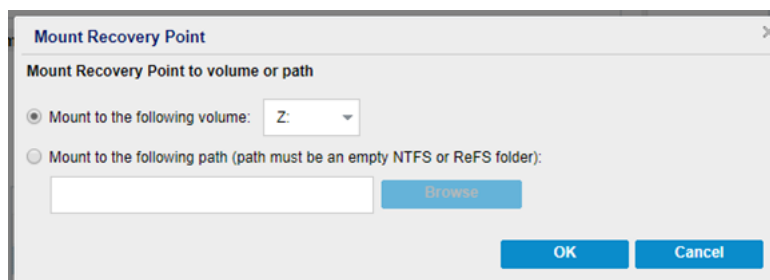 Mount Recovery Point
Mount Recovery Point to volume or path
Mount to the following volume: Z:
Mount to the following path (path must be an empty NTFS or ReFS folder):
Browse
OK Cancel